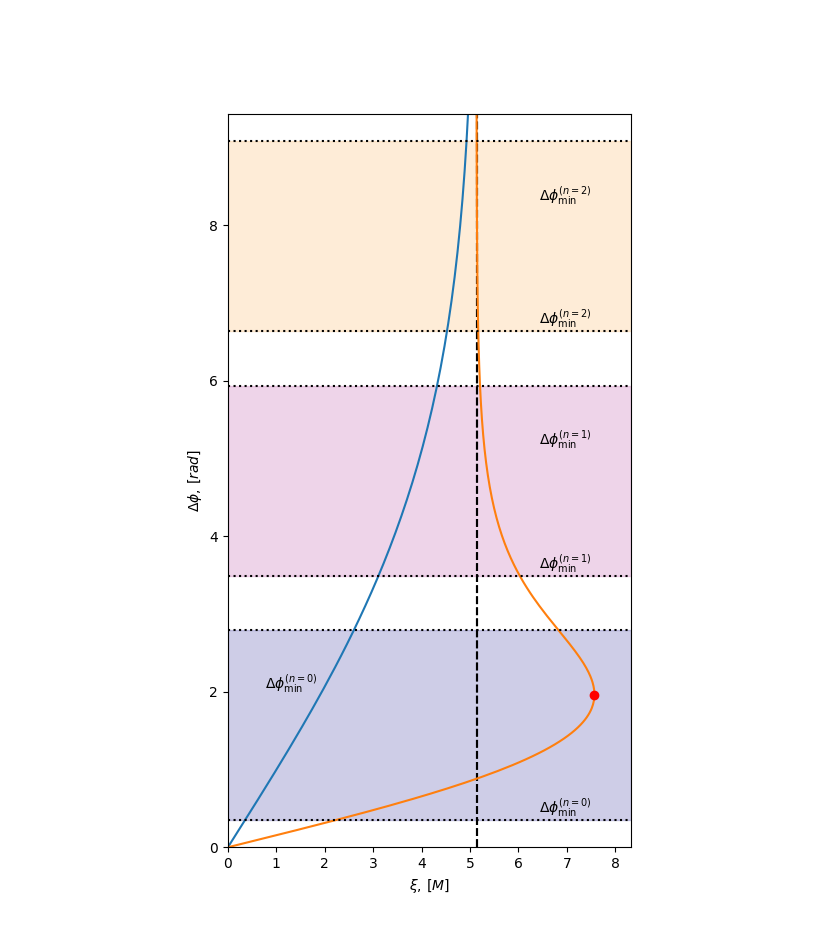 8
6
4
2
0
Δϕ, [rad]
Δϕ_min^(n=2)
Δϕ_min^(n=2)
Δϕ_min^(n=1)
Δϕ_min^(n=1)
Δϕ_min^(n=0)
Δϕ_min^(n=0)
0 1 2 3 4 5 6 7 8
ξ, [M]